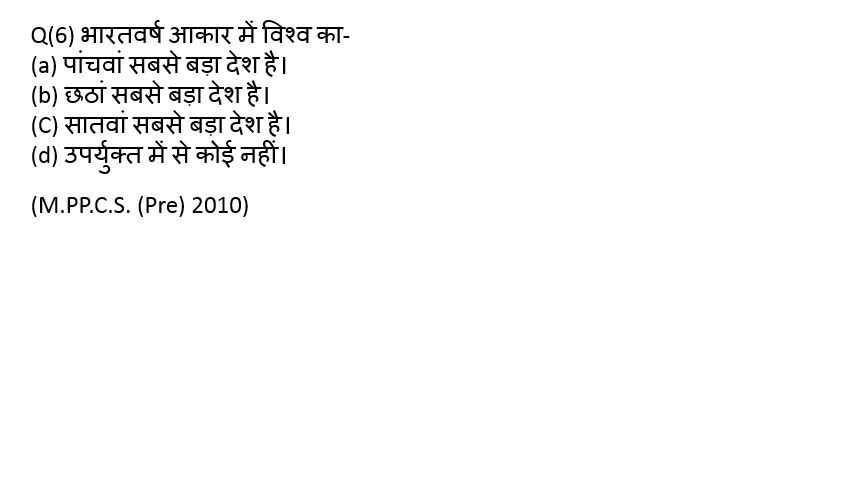 Q(6) भारतवर्ष आकार में विश्व का-
(a) पांचवां सबसे बड़ा देश है।
(b) छठां सबसे बड़ा देश है।
(C) सातवां सबसे बड़ा देश है।
(d) उपर्युक्त में से कोई नहीं।
(M.PP.C.S. (Pre) 2010)